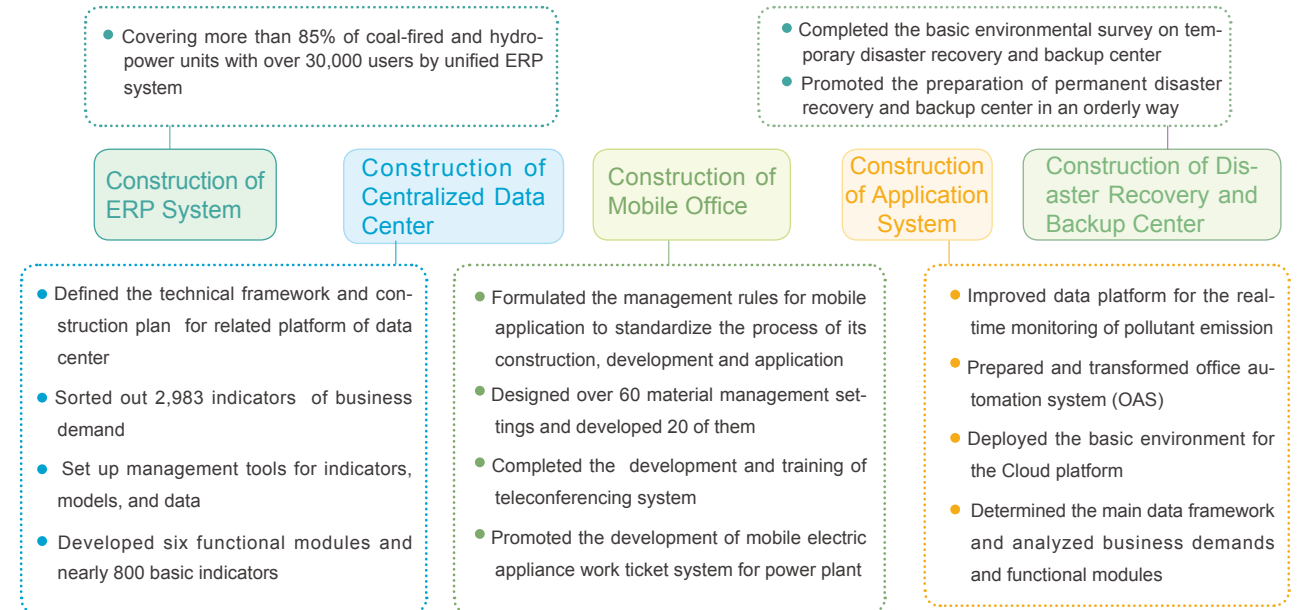 Covering more than 85% of coal-fired and hydro-
power units with over 30,000 users by unified ERP
system
Completed the basic environmental survey on tem-
porary disaster recovery and backup center
Promoted the preparation of permanent disaster
recovery and backup center in an orderly way
Construction of
ERP System
Construction of
Centralized Data
Center
Construction of
Mobile Office
Construction
of Application
System
Construction of Dis-
aster Recovery and
Backup Center
Defined the technical framework and con-
struction plan for related platform of data
center
Sorted out 2,983 indicators of business
demand
Set up management tools for indicators,
models, and data
Developed six functional modules and
nearly 800 basic indicators
Formulated the management rules for mobile
application to standardize the process of its
construction, development and application
Designed over 60 material management set-
tings and developed 20 of them
Completed the development and training of
teleconferencing system
Promoted the development of mobile electric
appliance work ticket system for power plant
Improved data platform for the real-
time monitoring of pollutant emission
Prepared and transformed office au-
tomation system (OAS)
Deployed the basic environment for
the Cloud platform
Determined the main data framework
and analyzed business demands
and functional modules